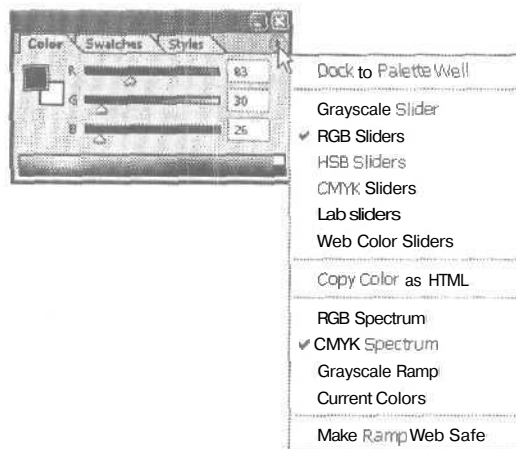 Color Swatches Styles
R 83
G 30
B 26
Dock to Palette Well
Grayscale Slider
✔ RGB Sliders
HSB Sliders
CMYK Sliders
Lab sliders
Web Color Sliders
Copy Color as HTML
RGB Spectrum
✔ CMYK Spectrum
Grayscale Ramp
Current Colors
Make Ramp Web Safe